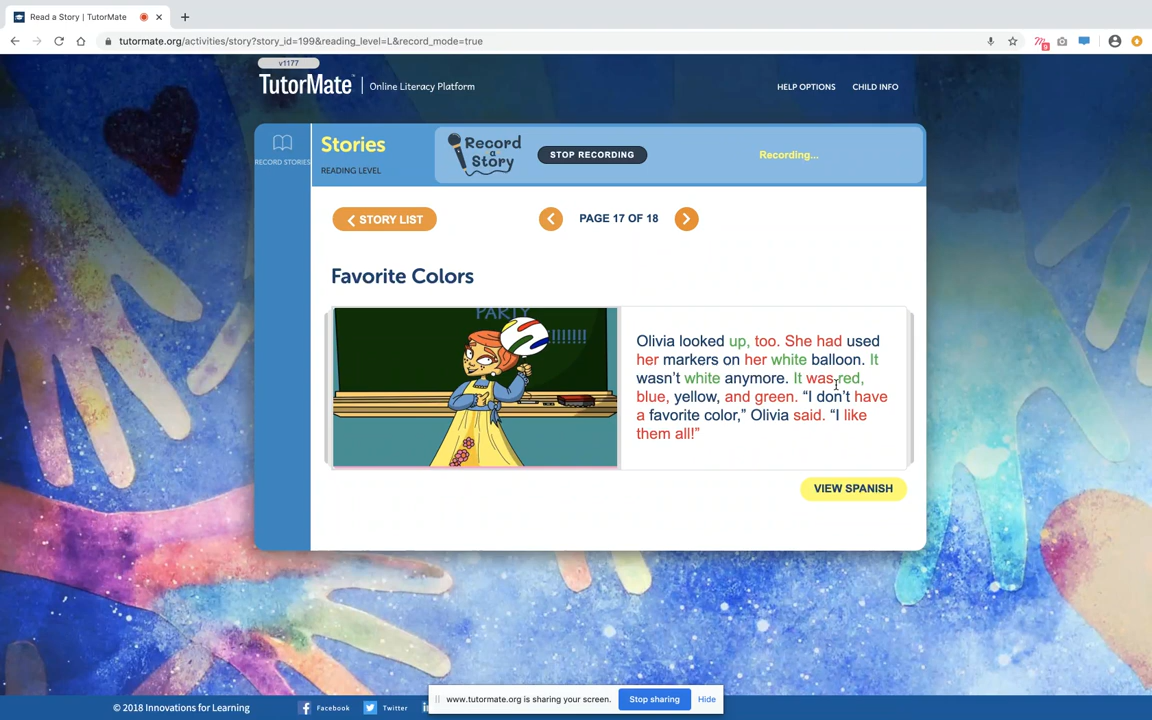 Read a Story | TutorMate
tutormate.org/activities/story?story_id=199&reading_level=L&record_mode=true
9
v1177
TutorMate™ | Online Literacy Platform
HELP OPTIONS CHILD INFO
RECORD STORIES
Stories
READING LEVEL
Record
a
Story
STOP RECORDING
Recording...
STORY LIST
PAGE 17 OF 18
Favorite Colors
PARTY
!!!!!!!!
Olivia looked up, too. She had used
her markers on her white balloon. It
wasn’t white anymore. It was red,
blue, yellow, and green. “I don’t have
a favorite color,” Olivia said. “I like
them all!”
VIEW SPANISH
www.tutormate.org is sharing your screen. Stop sharing Hide
© 2018 Innovations for Learning Facebook Twitter in